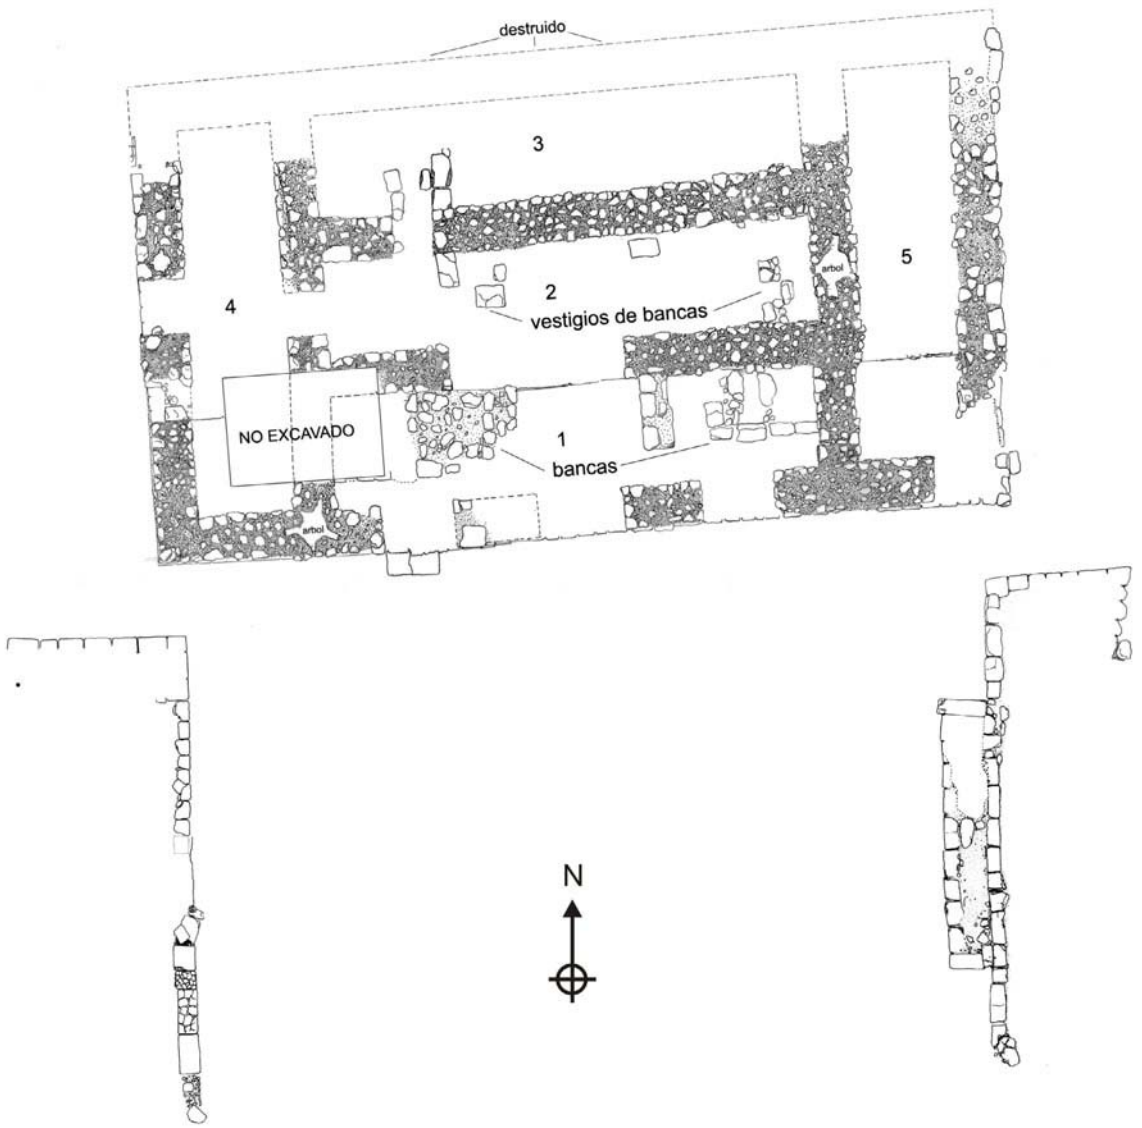 destruido
3
5
arbol
2
4
vestigios de bancas
NO EXCAVADO
1
bancas
arbol
N